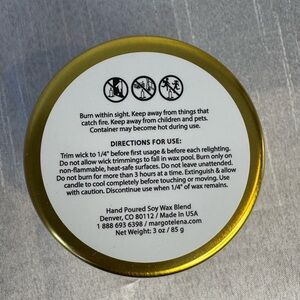 Burn within sight. Keep away from things that
catch fire. Keep away from children and pets.
Container may become hot during use.
DIRECTIONS FOR USE:
Trim wick to 1/4" before first usage & before each relighting.
Do not allow wick trimmings to fall in wax pool. Burn only on
non-flammable, heat-safe surfaces. Do not leave unattended.
Do not burn for more than 3 hours at a time. Extinguish & allow
candle to cool completely before touching or moving. Use
with caution. Discontinue use when 1/4" of wax remains.
Hand Poured Soy Wax Blend
Denver, CO 80112 / Made in USA
1 888 693 6398 / margotelena.com
Net Weight: 3 oz / 85 g